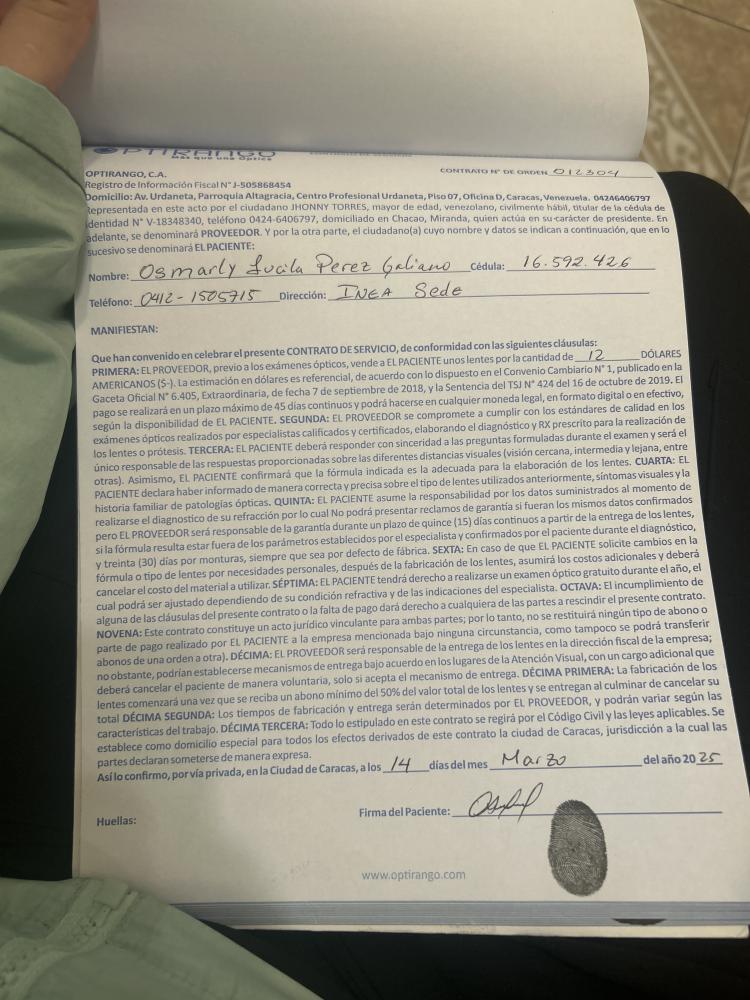 OPTIRANGO
Más que una Óptica
OPTIRANGO, C.A.
CONTRATO N° DE ORDEN 012304
Registro de Información Fiscal N° J-505868454
Domicilio: Av. Urdaneta, Parroquia Altagracia, Centro Profesional Urdaneta, Piso 07, Oficina D, Caracas, Venezuela. 04246406797
Representada en este acto por el ciudadano JHONNY TORRES, mayor de edad, venezolano, civilmente hábil, titular de la cédula de
identidad N° V-18348340, teléfono 0424-6406797, domiciliado en Chacao, Miranda, quien actúa en su carácter de presidente. En
adelante, se denominará PROVEEDOR. Y por la otra parte, el ciudadano(a) cuyo nombre y datos se indican a continuación, que en lo
sucesivo se denominará EL PACIENTE:
Nombre: Osmarly Lucila Perez Galiano Cédula: 16.592.426
Teléfono: 0412-1505715 Dirección: INEA Sede
MANIFIESTAN:
Que han convenido en celebrar el presente CONTRATO DE SERVICIO, de conformidad con las siguientes cláusulas:
PRIMERA: EL PROVEEDOR, previo a los exámenes ópticos, vende a EL PACIENTE unos lentes por la cantidad de 12 DÓLARES
AMERICANOS ($-). La estimación en dólares es referencial, de acuerdo con lo dispuesto en el Convenio Cambiario N° 1, publicado en la
Gaceta Oficial N° 6.405, Extraordinaria, de fecha 7 de septiembre de 2018, y la Sentencia del TSJ N° 424 del 16 de octubre de 2019. El
pago se realizará en un plazo máximo de 45 días continuos y podrá hacerse en cualquier moneda legal, en formato digital o en efectivo,
según la disponibilidad de EL PACIENTE. SEGUNDA: EL PROVEEDOR se compromete a cumplir con los estándares de calidad en los
exámenes ópticos realizados por especialistas calificados y certificados, elaborando el diagnóstico y RX prescrito para la realización de
los lentes o prótesis. TERCERA: EL PACIENTE deberá responder con sinceridad a las preguntas formuladas durante el examen y será el
único responsable de las respuestas proporcionadas sobre las diferentes distancias visuales (visión cercana, intermedia y lejana, entre
otras). Asimismo, EL PACIENTE confirmará que la fórmula indicada es la adecuada para la elaboración de los lentes. CUARTA: EL
PACIENTE declara haber informado de manera correcta y precisa sobre el tipo de lentes utilizados anteriormente, síntomas visuales y la
historia familiar de patologías ópticas. QUINTA: EL PACIENTE asume la responsabilidad por los datos suministrados al momento de
realizarse el diagnostico de su refracción por lo cual No podrá presentar reclamos de garantía si fueran los mismos datos confirmados
pero EL PROVEEDOR será responsable de la garantía durante un plazo de quince (15) días continuos a partir de la entrega de los lentes,
si la fórmula resulta estar fuera de los parámetros establecidos por el especialista y confirmados por el paciente durante el diagnóstico,
y treinta (30) días por monturas, siempre que sea por defecto de fábrica. SEXTA: En caso de que EL PACIENTE solicite cambios en la
fórmula o tipo de lentes por necesidades personales, después de la fabricación de los lentes, asumirá los costos adicionales y deberá
cancelar el costo del material a utilizar. SÉPTIMA: EL PACIENTE tendrá derecho a realizarse un examen óptico gratuito durante el año, el
cual podrá ser ajustado dependiendo de su condición refractiva y de las indicaciones del especialista. OCTAVA: El incumplimiento de
alguna de las cláusulas del presente contrato o la falta de pago dará derecho a cualquiera de las partes a rescindir el presente contrato.
NOVENA: Este contrato constituye un acto jurídico vinculante para ambas partes; por lo tanto, no se restituirá ningún tipo de abono o
parte de pago realizado por EL PACIENTE a la empresa mencionada bajo ninguna circunstancia, como tampoco se podrá transferir
abonos de una orden a otra). DÉCIMA: EL PROVEEDOR será responsable de la entrega de los lentes en la dirección fiscal de la empresa;
no obstante, podrían establecerse mecanismos de entrega bajo acuerdo en los lugares de la Atención Visual, con un cargo adicional que
deberá cancelar el paciente de manera voluntaria, solo si acepta el mecanismo de entrega. DÉCIMA PRIMERA: La fabricación de los
lentes comenzará una vez que se reciba un abono mínimo del 50% del valor total de los lentes y se entregan al culminar de cancelar su
total DÉCIMA SEGUNDA: Los tiempos de fabricación y entrega serán determinados por EL PROVEEDOR, y podrán variar según las
características del trabajo. DÉCIMA TERCERA: Todo lo estipulado en este contrato se regirá por el Código Civil y las leyes aplicables. Se
establece como domicilio especial para todos los efectos derivados de este contrato la ciudad de Caracas, jurisdicción a la cual las
partes declaran someterse de manera expresa.
Así lo confirmo, por vía privada, en la Ciudad de Caracas, a los 14 días del mes Marzo del año 2025
Firma del Paciente:
Huellas:
www.optirango.com